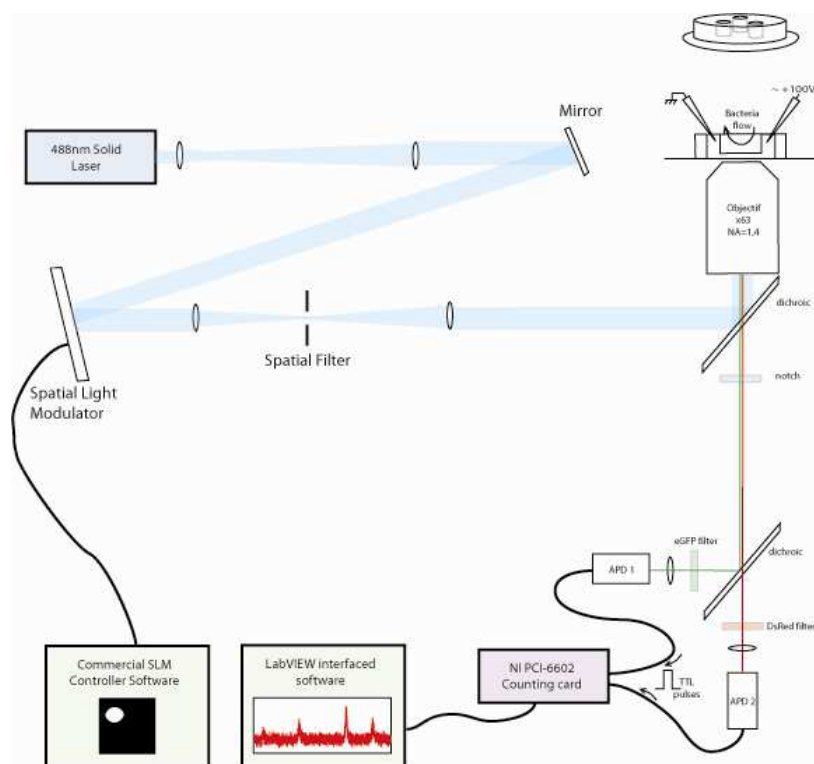 ~ +100V
Mirror
Bacteria
flow
488nm Solid
Laser
Objectif
x63
NA=1,4
dichroic
Spatial Filter
notch
Spatial Light
Modulator
eGFP filter
dichroic
APD 1
DsRed filter
Commercial SLM
Controller Software
LabVIEW interfaced
software
NI PCI-6602
Counting card
TTL
pulses
APD 2